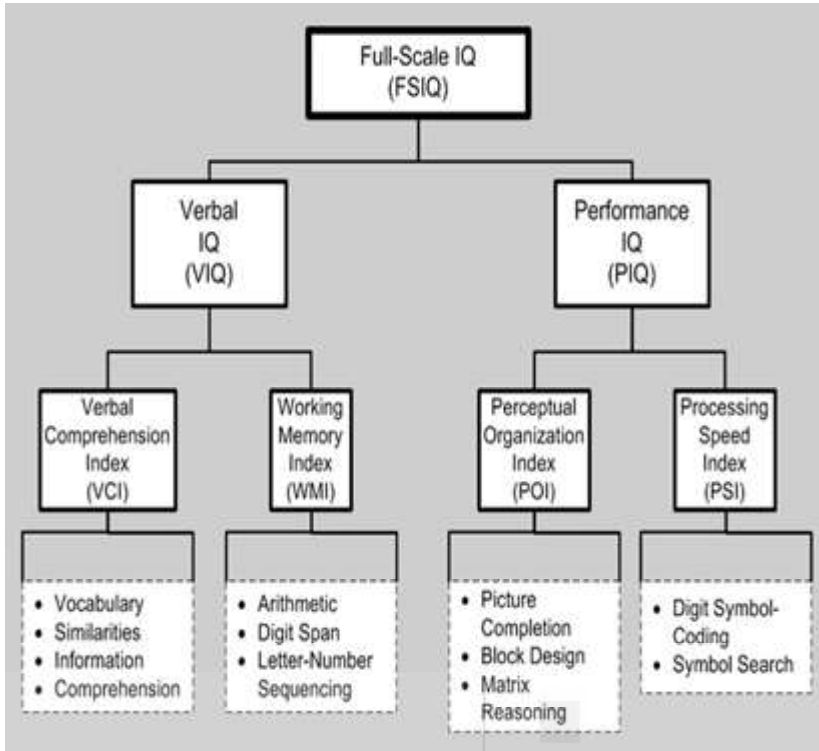 Full-Scale IQ
(FSIQ)
Verbal
IQ
(VIQ)
Performance
IQ
(PIQ)
Verbal
Comprehension
Index
(VCI)
Working
Memory
Index
(WMI)
Perceptual
Organization
Index
(POI)
Processing
Speed
Index
(PSI)
• Vocabulary
• Similarities
• Information
• Comprehension
• Arithmetic
• Digit Span
• Letter-Number
Sequencing
• Picture
Completion
• Block Design
• Matrix
Reasoning
• Digit Symbol-
Coding
• Symbol Search